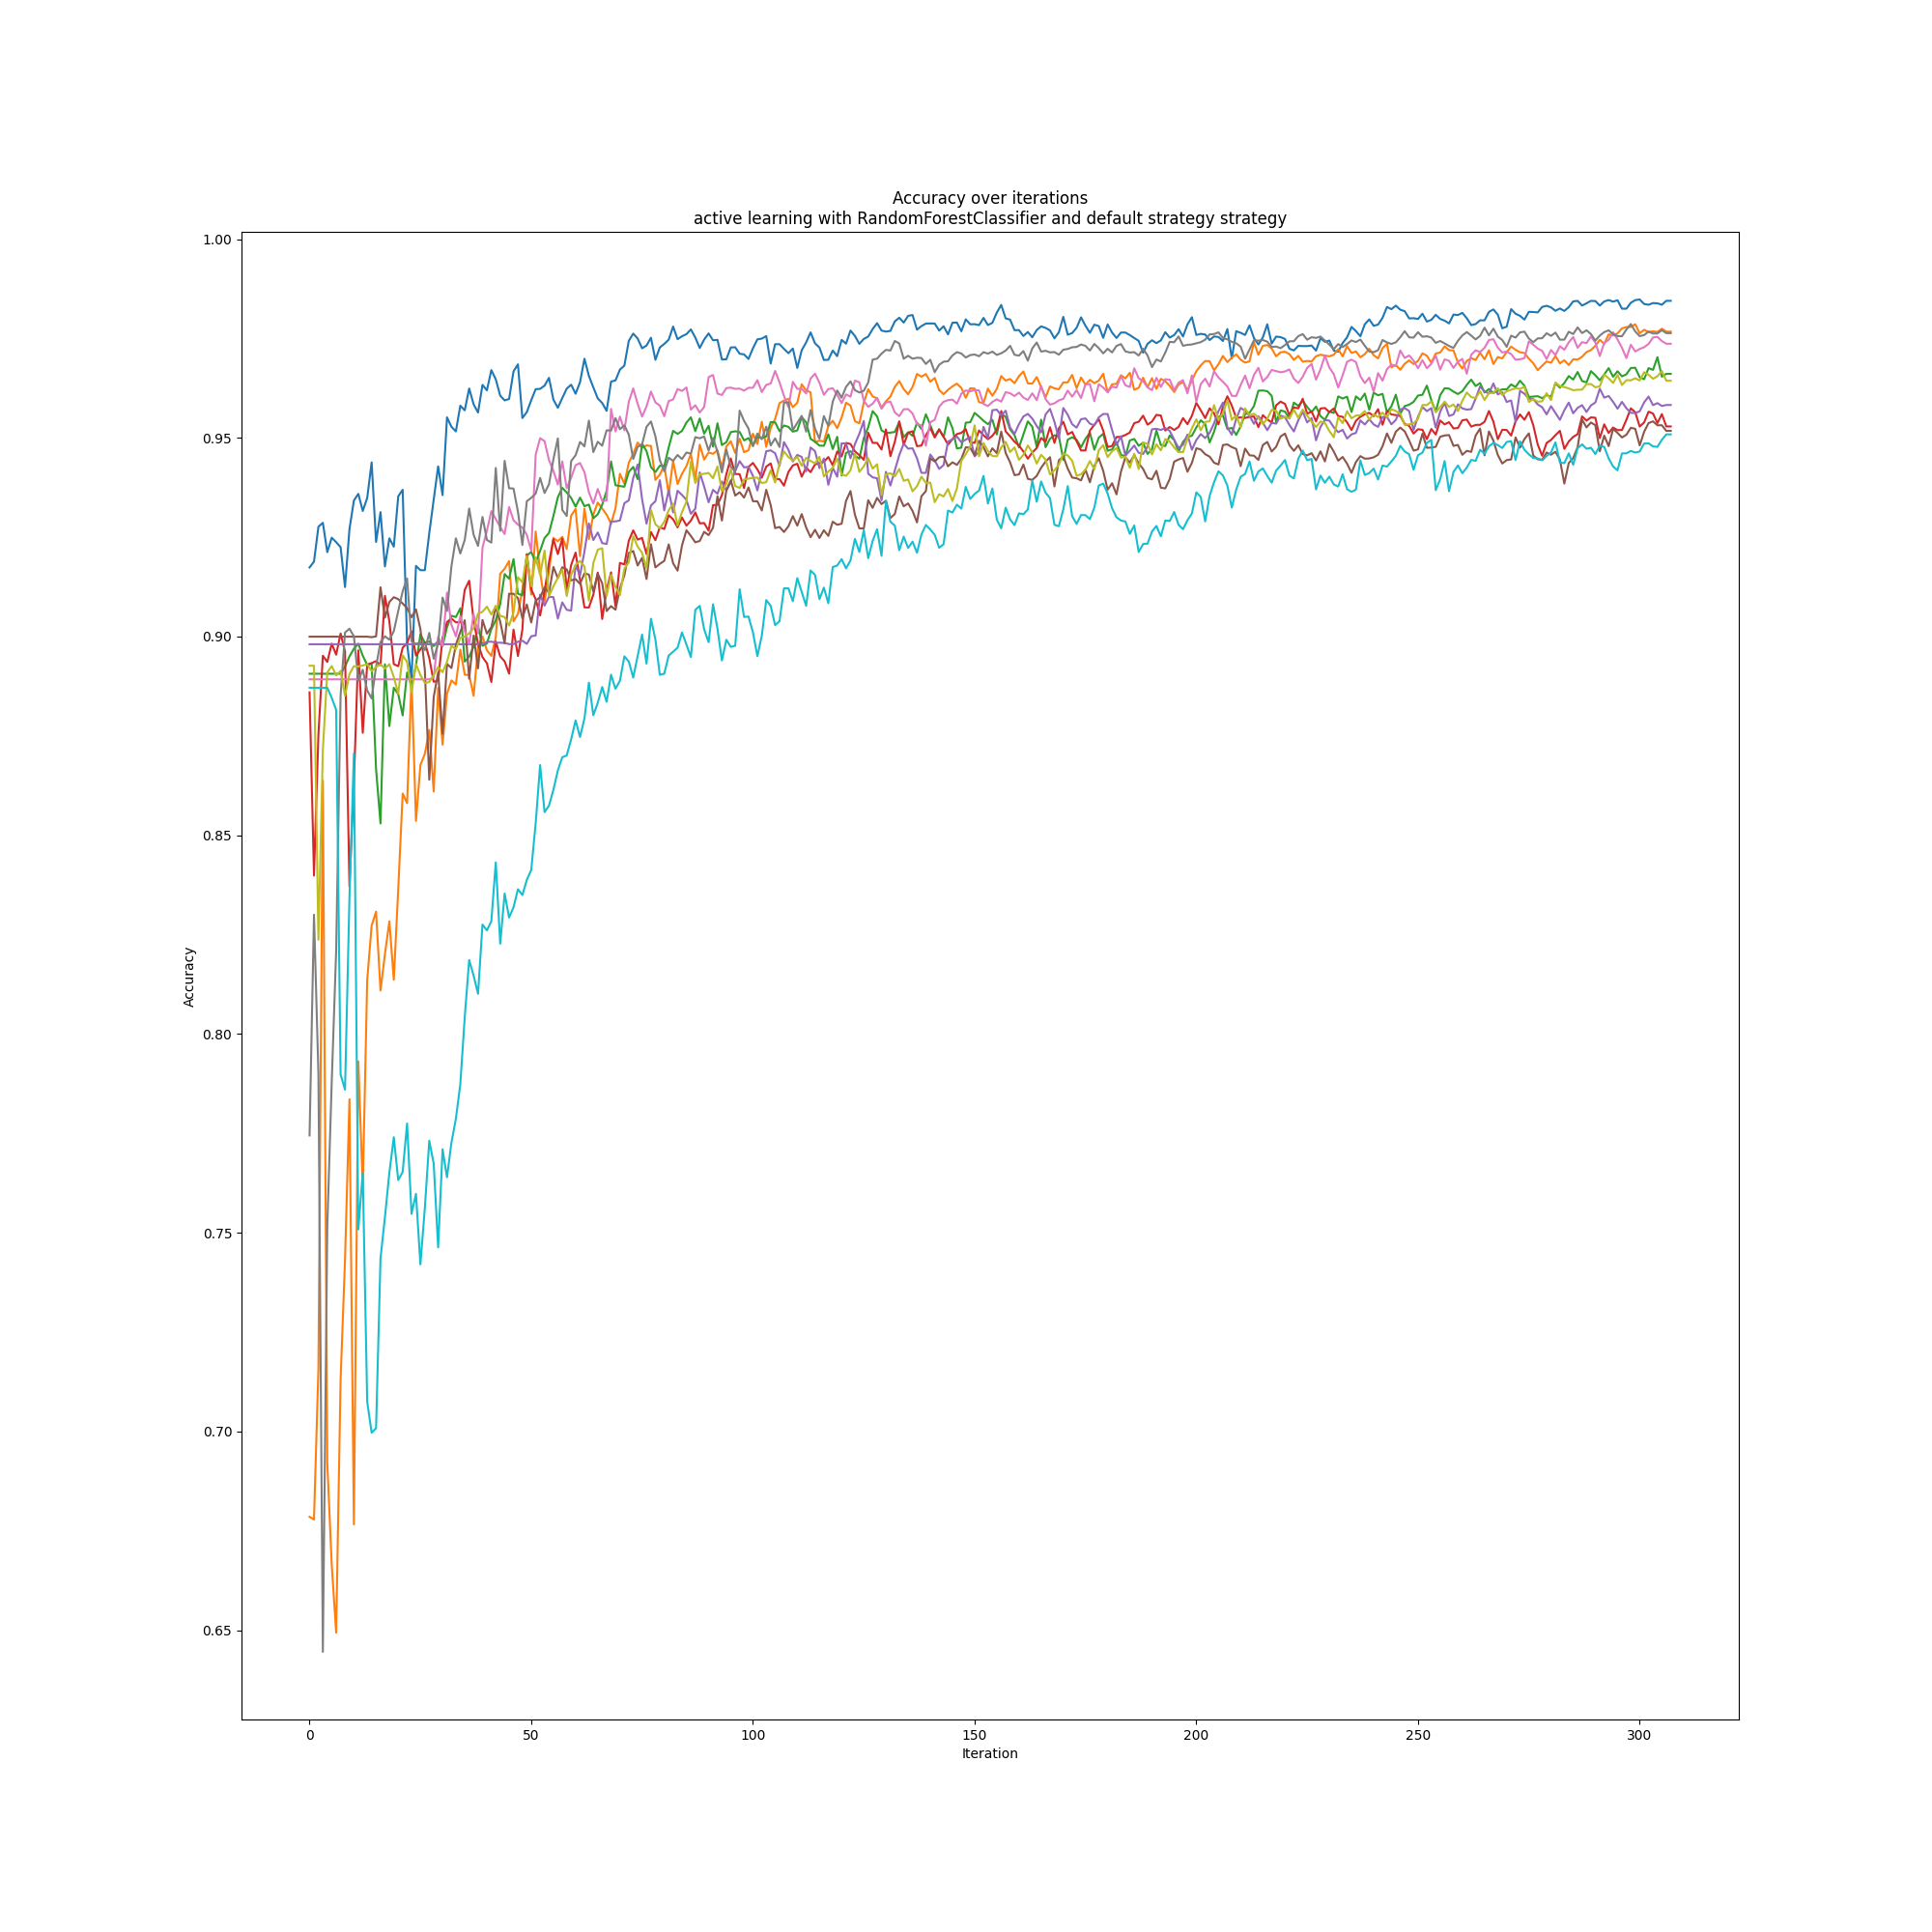 Accuracy over iterations
active learning with RandomForestClassifier and default strategy strategy
1.00
0.95
0.90
0.85
0.80
0.75
0.70
0.65
Accuracy
0 50 100 150 200 250 300
Iteration